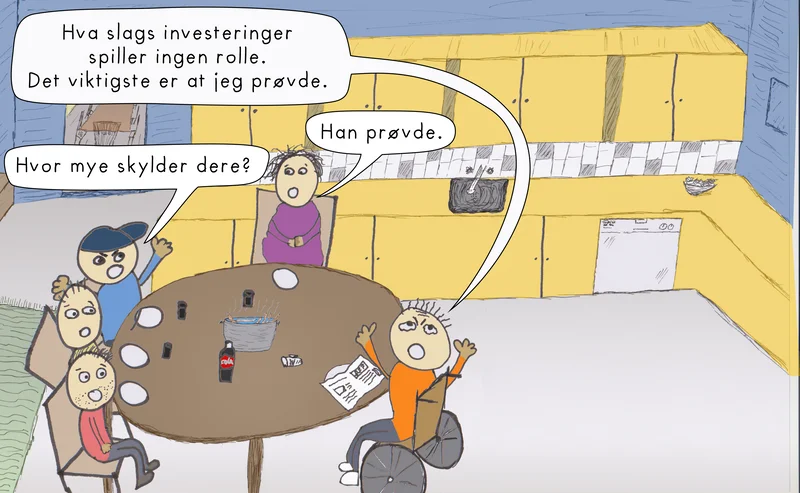 Hva slags investeringer
spiller ingen rolle.
Det viktigste er at jeg prøvde.
Han prøvde.
Hvor mye skylder dere?